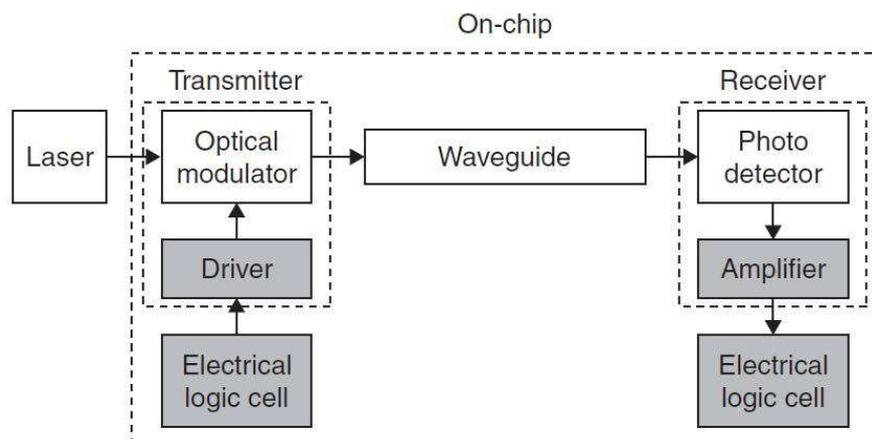 On-chip
Transmitter
Receiver
Laser
Optical
modulator
Waveguide
Photo
detector
Driver
Amplifier
Electrical
logic cell
Electrical
logic cell